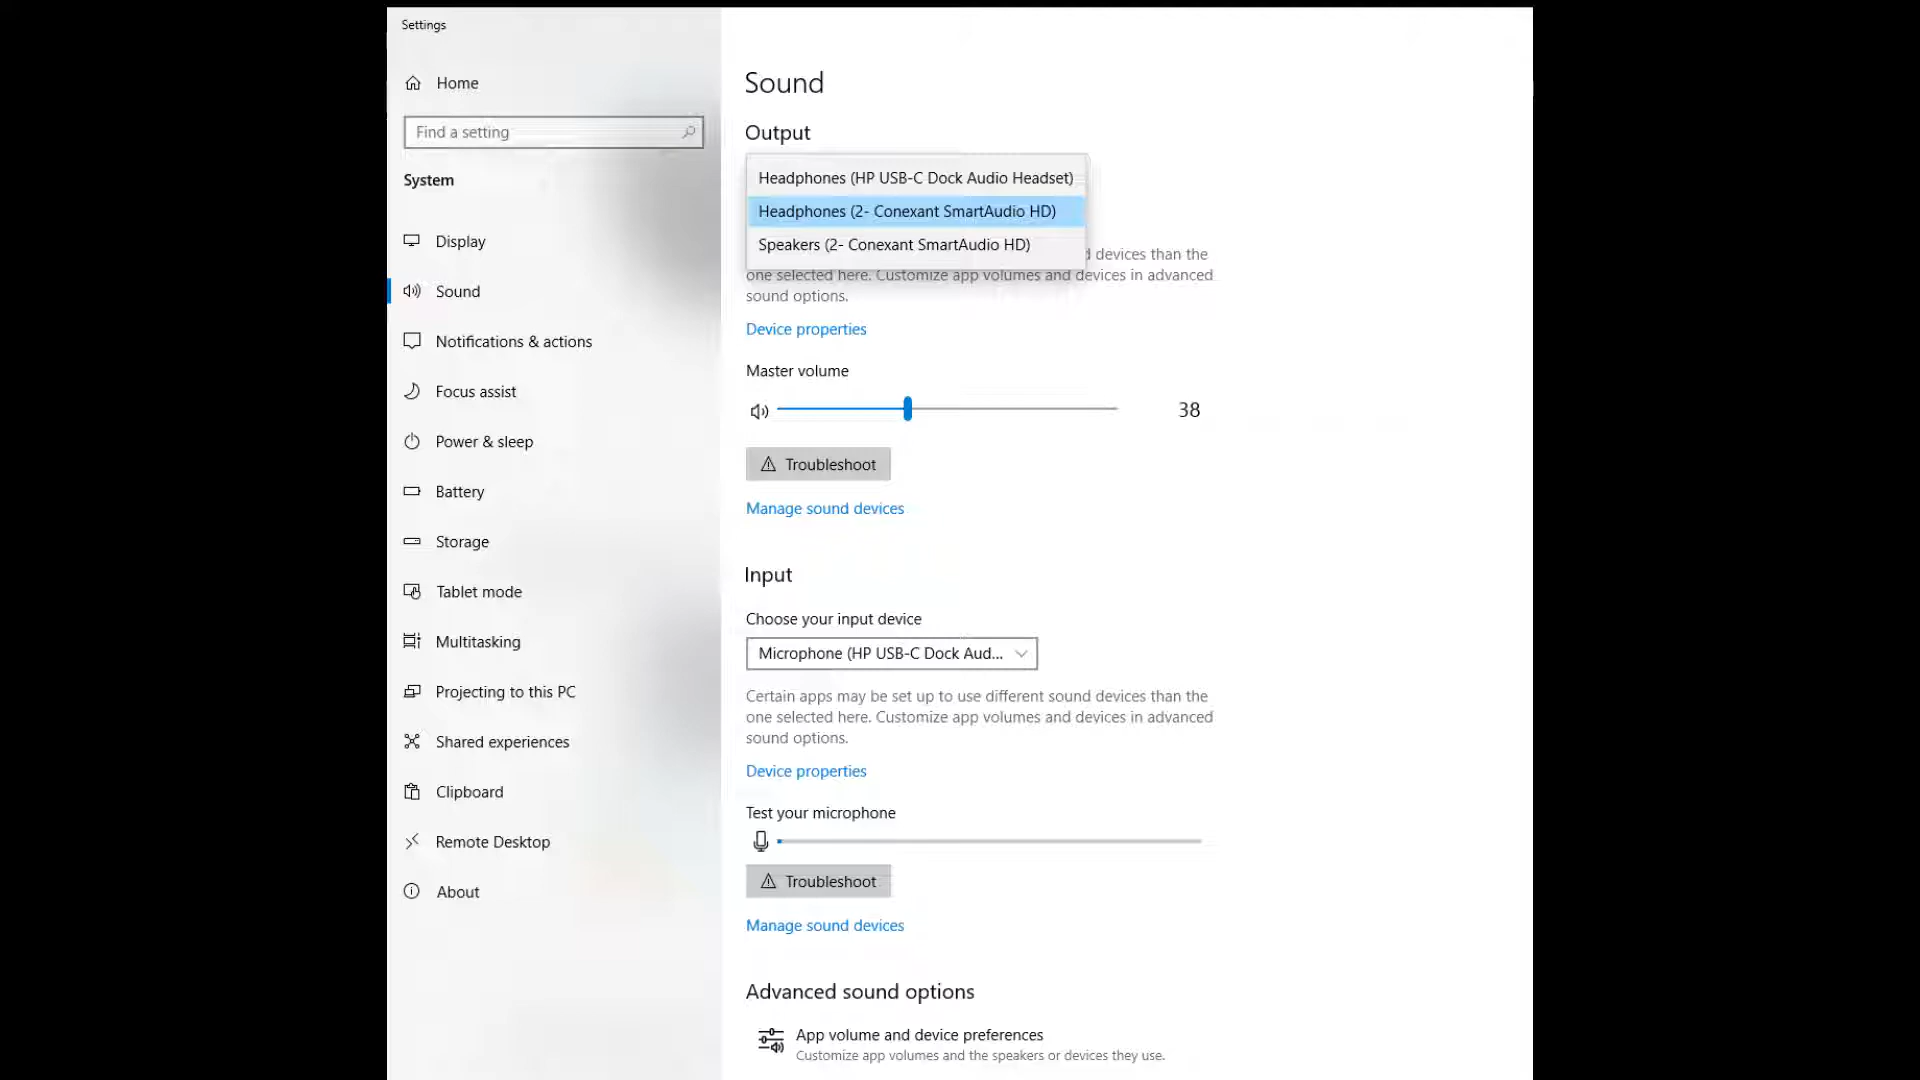 Settings
Home
Find a setting
System
Display
Sound
Notifications & actions
Focus assist
Power & sleep
Battery
Storage
Tablet mode
Multitasking
Projecting to this PC
Shared experiences
Clipboard
Remote Desktop
About
Sound
Output
Headphones (HP USB-C Dock Audio Headset)
Headphones (2- Conexant SmartAudio HD)
Speakers (2- Conexant SmartAudio HD)
devices than the
one selected here. Customize app volumes and devices in advanced
sound options.
Device properties
Master volume
38
Troubleshoot
Manage sound devices
Input
Choose your input device
Microphone (HP USB-C Dock Aud...
Certain apps may be set up to use different sound devices than the
one selected here. Customize app volumes and devices in advanced
sound options.
Device properties
Test your microphone
Troubleshoot
Manage sound devices
Advanced sound options
App volume and device preferences
Customize app volumes and the speakers or devices they use.